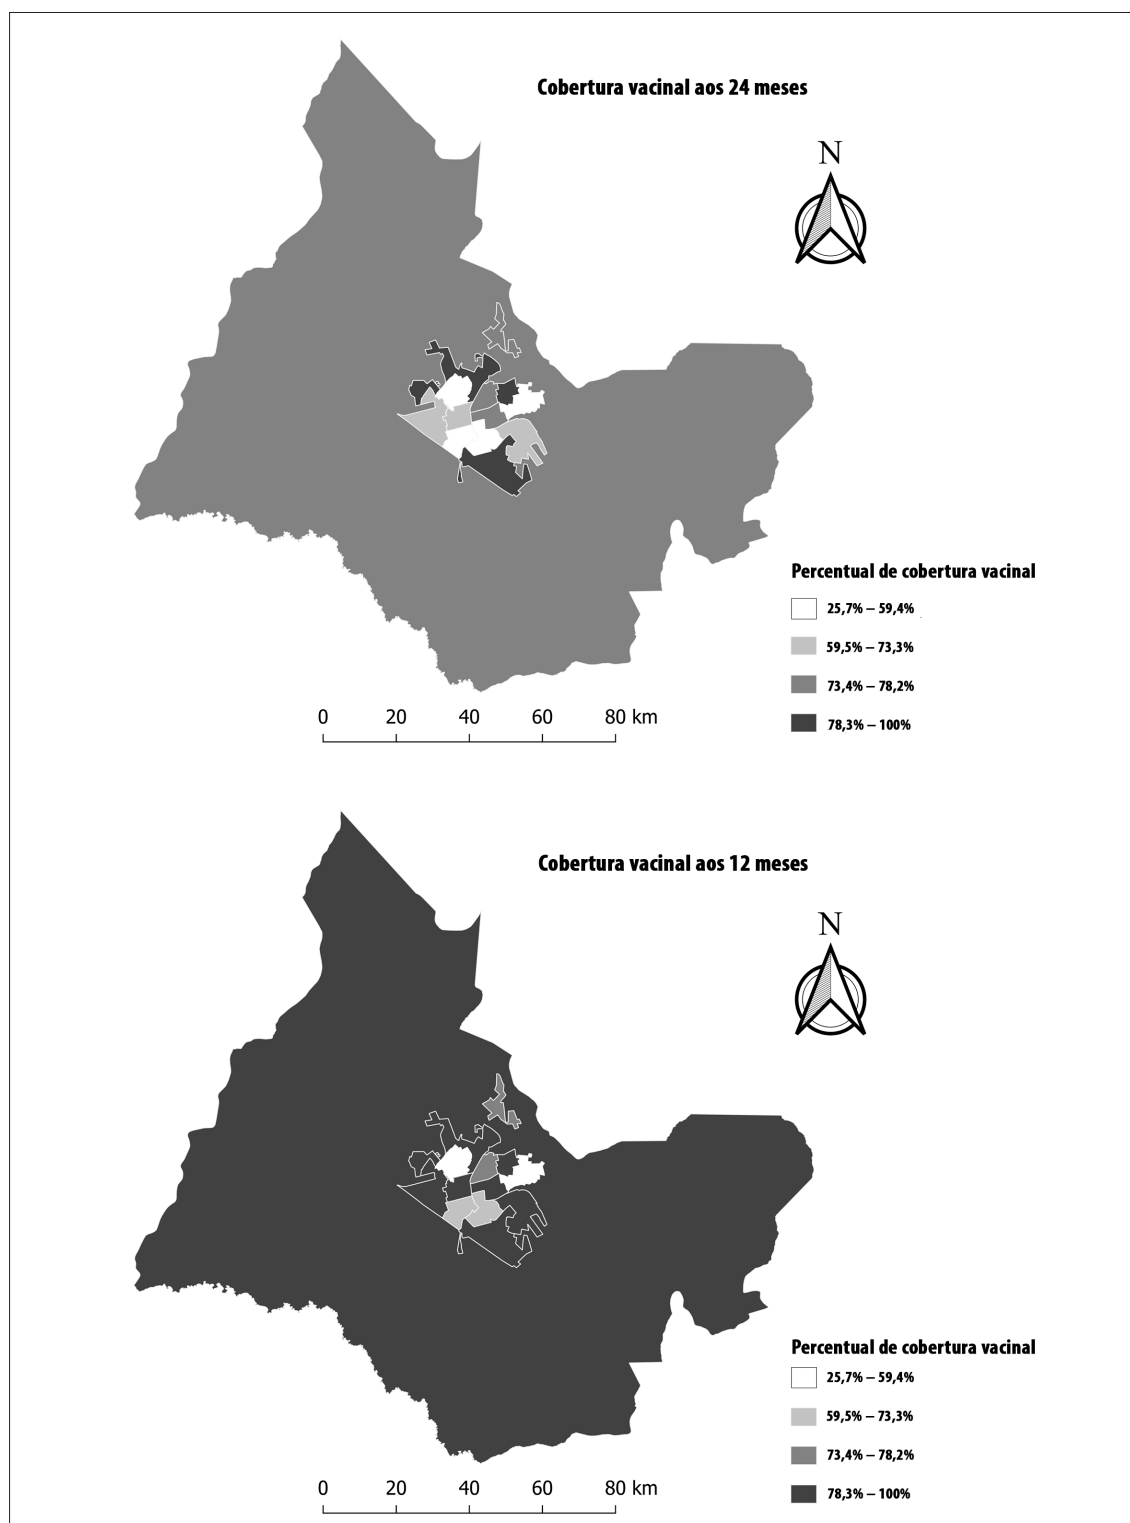 Cobertura vacinal aos 24 meses
N
Percentual de cobertura vacinal
25,7% – 59,4%
59,5% – 73,3%
73,4% – 78,2%
78,3% – 100%
0 20 40 60 80 km
Cobertura vacinal aos 12 meses
N
Percentual de cobertura vacinal
25,7% – 59,4%
59,5% – 73,3%
73,4% – 78,2%
78,3% – 100%
0 20 40 60 80 km